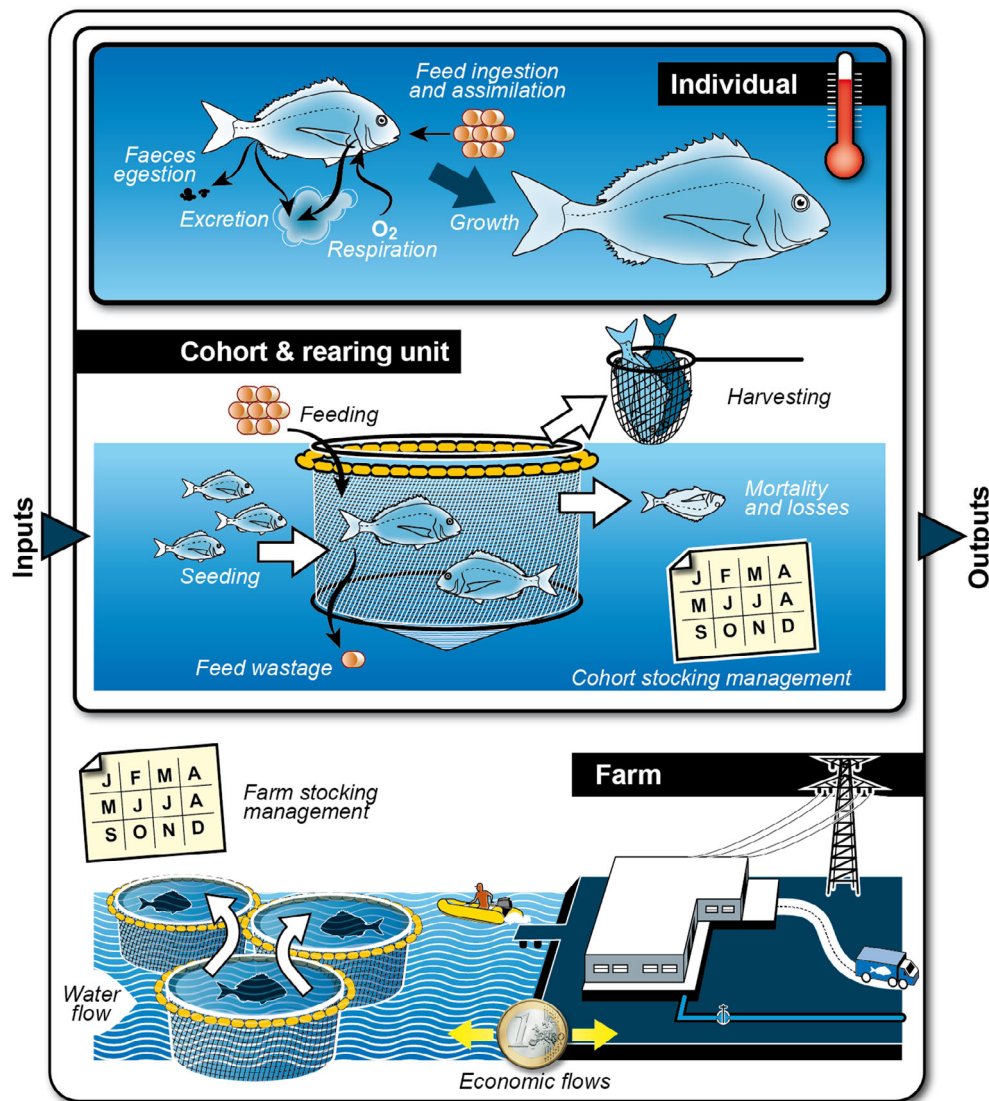 Individual
Feed ingestion
and assimilation
Faeces
egestion
Excretion
O₂
Respiration
Growth
Cohort & rearing unit
Feeding
Harvesting
Seeding
Mortality
and losses
Feed wastage
J F M A
M J J A
S O N D
Cohort stocking management
Inputs
Outputs
J F M A
M J J A
S O N D
Farm stocking
management
Farm
Water
flow
1
Economic flows